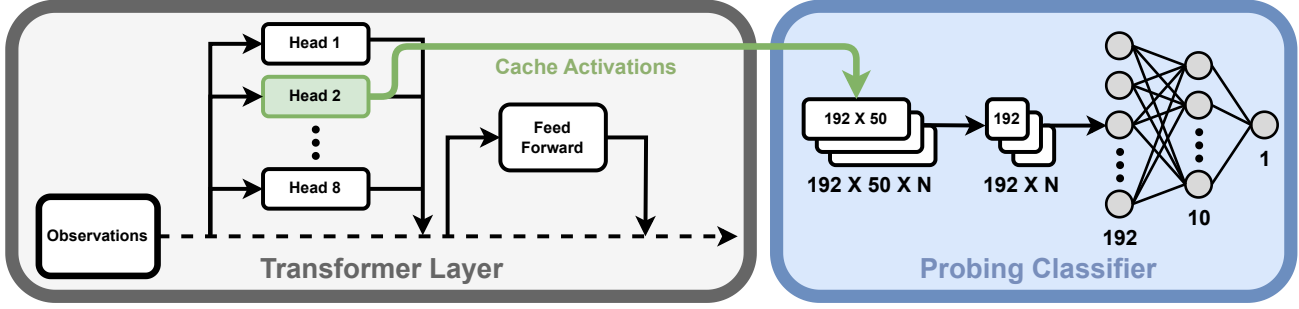 Head 1
Head 2
Head 8
Observations
Feed
Forward
Cache Activations
Transformer Layer
192 X 50
192 X 50 X N
192
192 X N
192
10
1
Probing Classifier